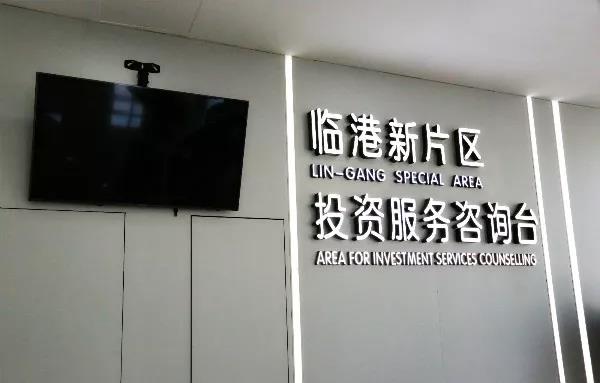 临港新片区
LIN-GANG SPECIAL AREA
投资服务咨询台
AREA FOR INVESTMENT SERVICES COUNSELLING